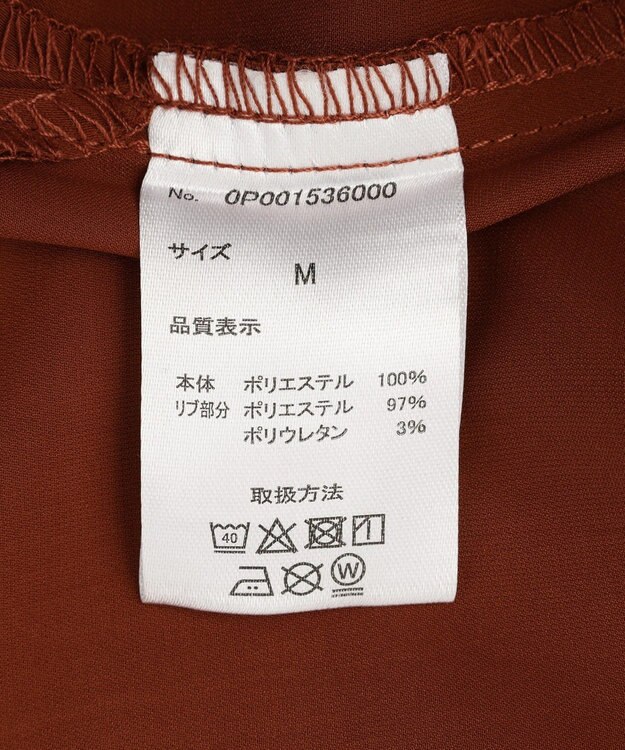 No. 0P001536000
サイズ
M
品質表示
本体 ポリエステル 100%
リブ部分 ポリエステル 97%
ポリウレタン 3%
取扱方法
40
W